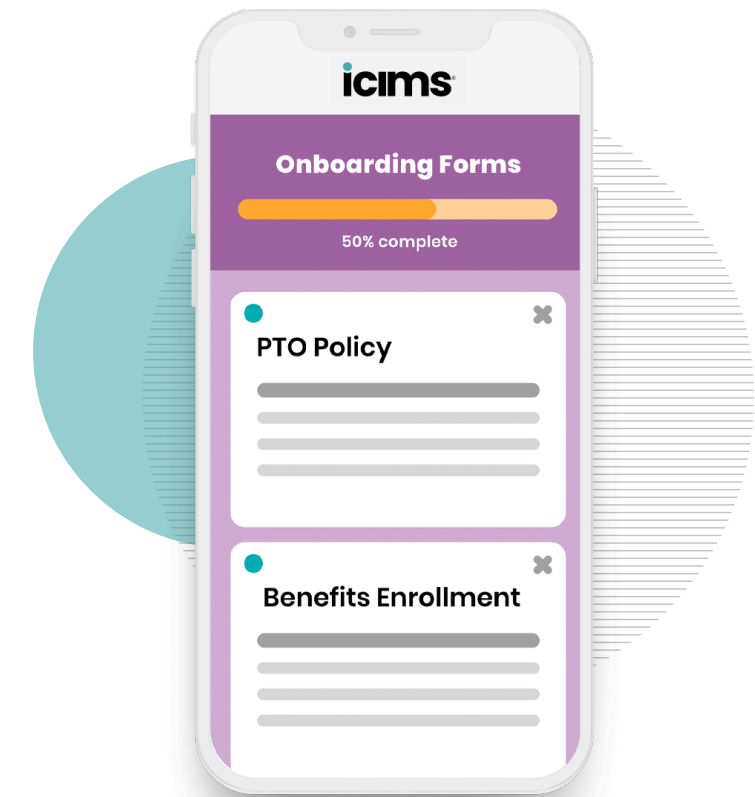 icims
Onboarding Forms
50% complete
PTO Policy
Benefits Enrollment